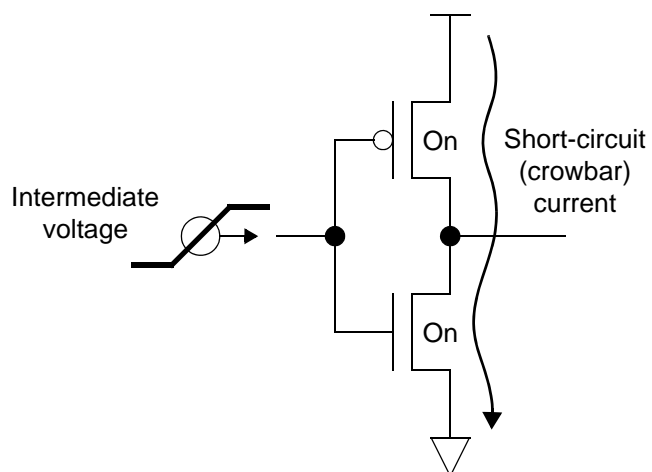 On
Short-circuit
(crowbar)
current
Intermediate
voltage
On